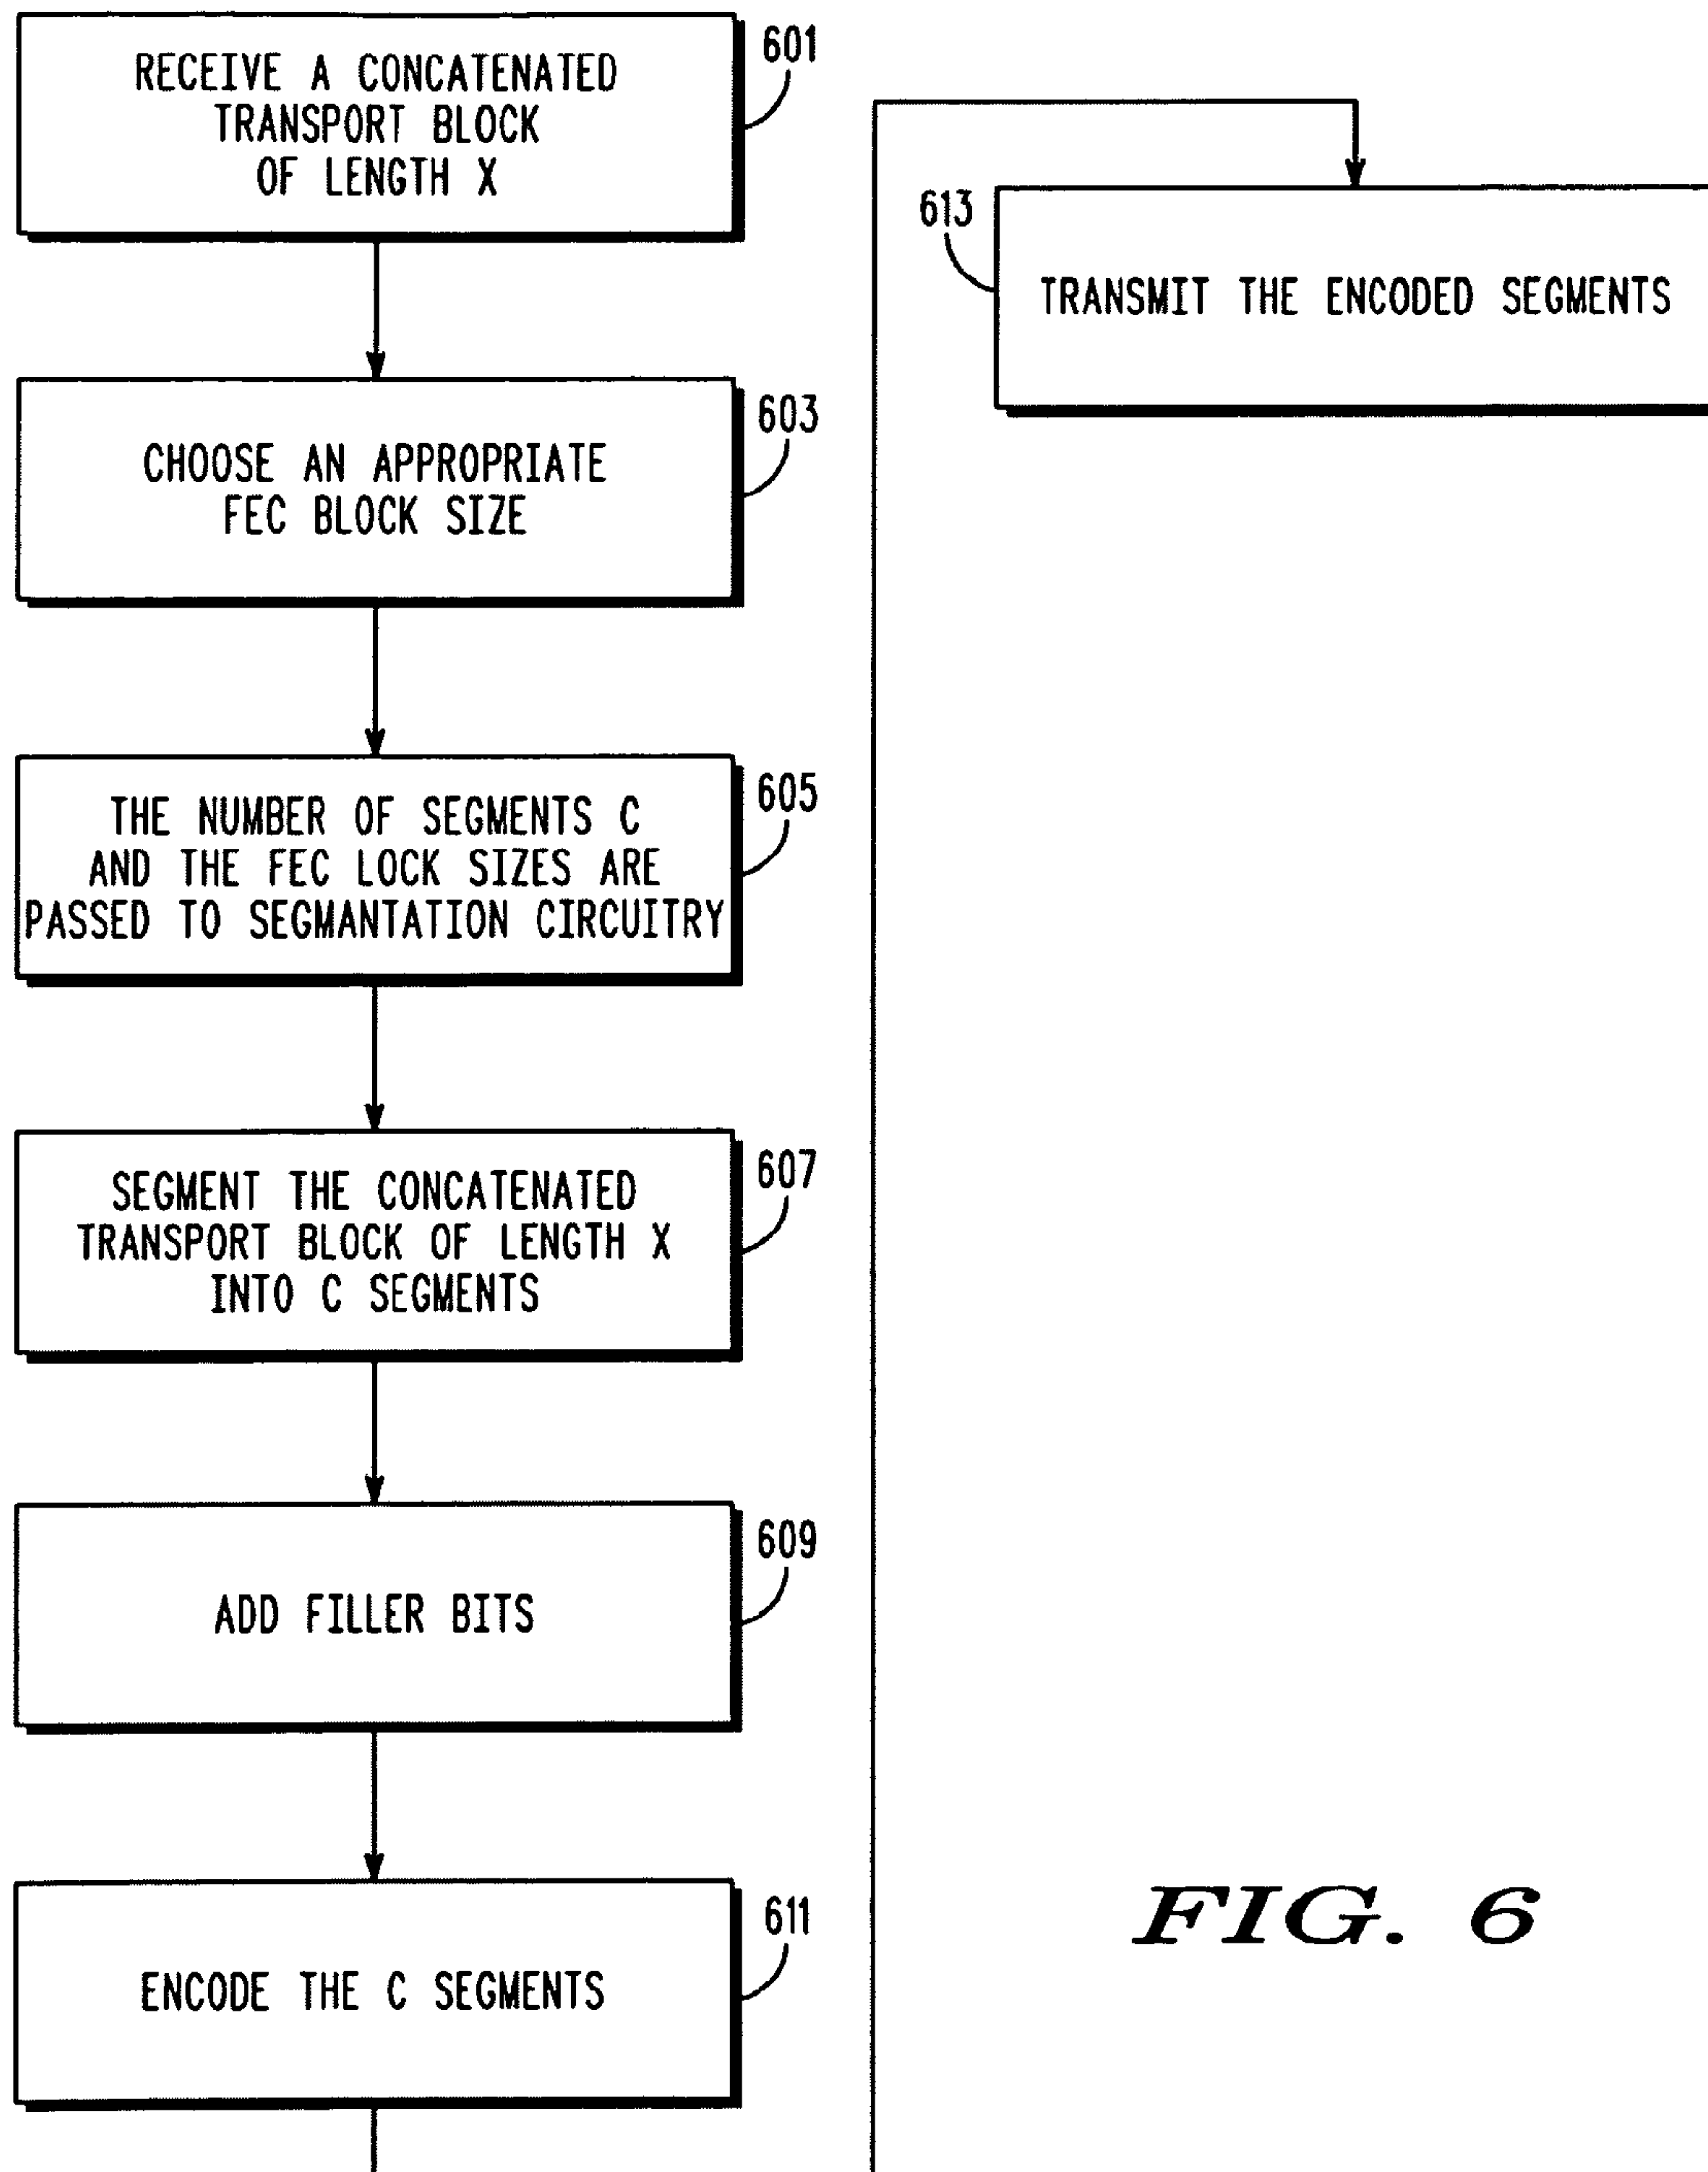 RECEIVE A CONCATENATED
TRANSPORT BLOCK
OF LENGTH X
601
CHOOSE AN APPROPRIATE
FEC BLOCK SIZE
603
THE NUMBER OF SEGMENTS C
AND THE FEC LOCK SIZES ARE
PASSED TO SEGMANTATION CIRCUITRY
605
SEGMENT THE CONCATENATED
TRANSPORT BLOCK OF LENGTH X
INTO C SEGMENTS
607
ADD FILLER BITS
609
ENCODE THE C SEGMENTS
611
613
TRANSMIT THE ENCODED SEGMENTS
FIG. 6